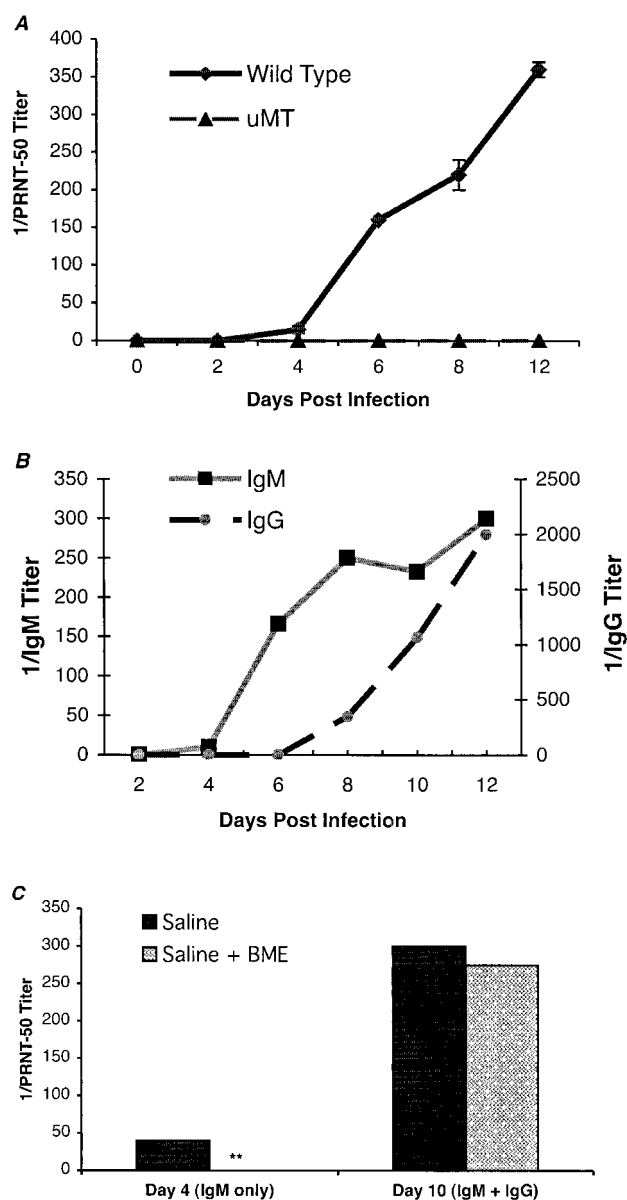 A
400
350
300
250
200
150
100
50
0
1/PRNT-50 Titer
Wild Type
uMT
0 2 4 6 8 12
Days Post Infection
B
350
300
250
200
150
100
50
0
1/IgM Titer
IgM
IgG
2500
2000
1500
1000
500
0
1/IgG Titer
2 4 6 8 10 12
Days Post Infection
C
350
300
250
200
150
100
50
0
1/PRNT-50 Titer
Saline
Saline + BME
**
Day 4 (IgM only) Day 10 (IgM + IgG)